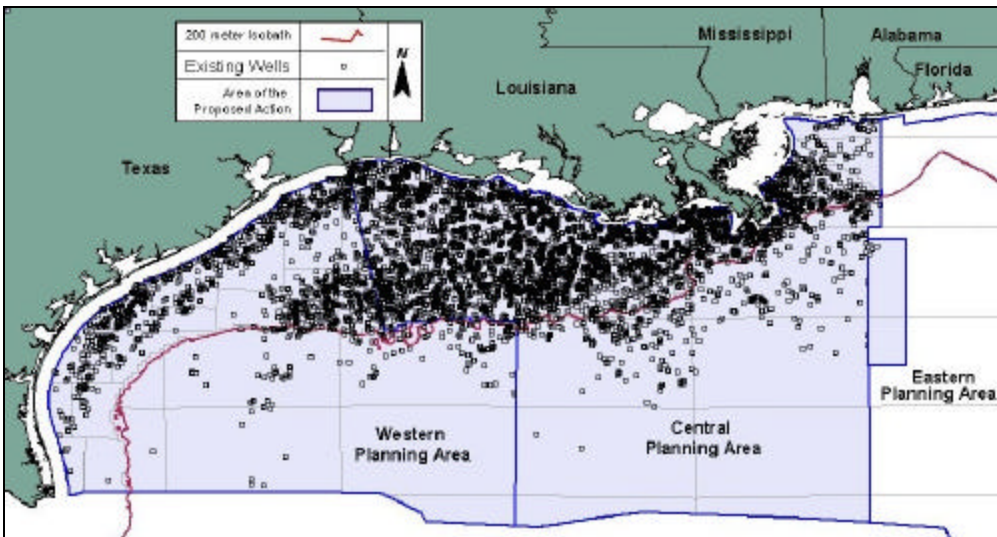 200 meter Isobath
Existing Wells
Area of the
Proposed Action
N
Mississippi
Alabama
Florida
Louisiana
Texas
Western
Planning Area
Central
Planning Area
Eastern
Planning Area